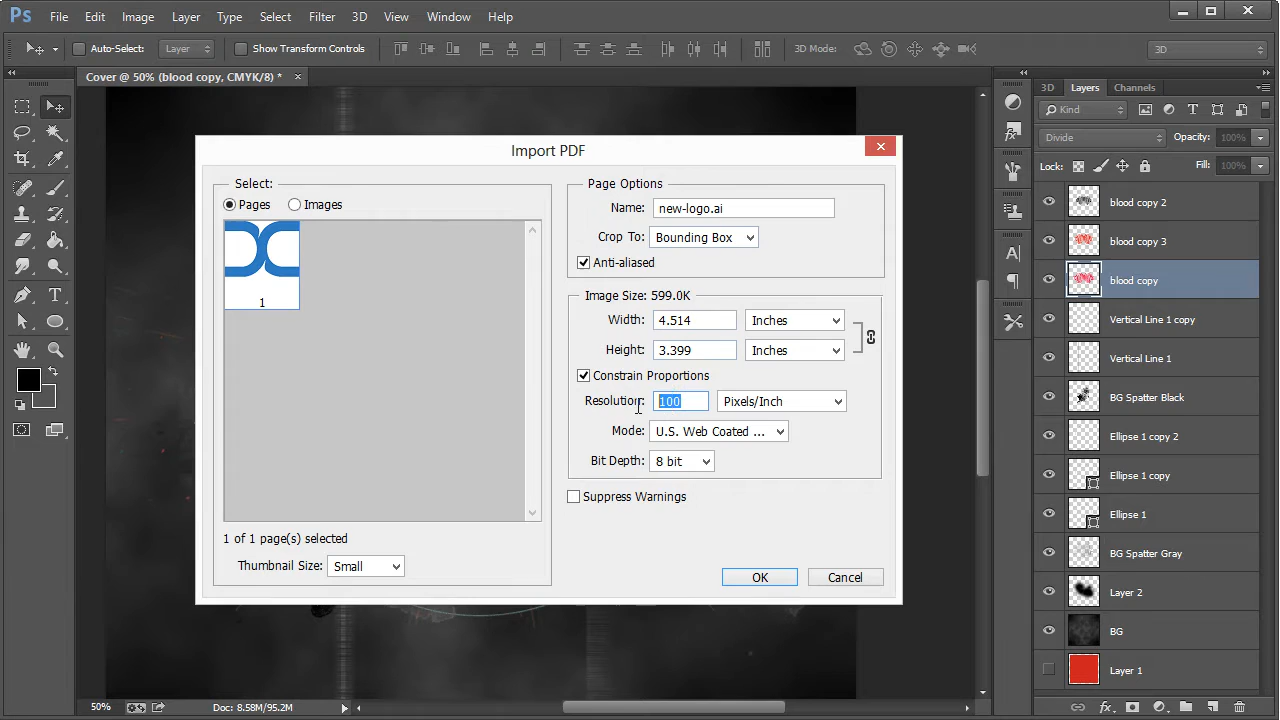 Ps File Edit Image Layer Type Select Filter 3D View Window Help
Auto-Select: Layer Show Transform Controls 3D Mode: 3D
Cover @ 50% (blood copy, CMYK/8) * ×
3D Layers Channels
Kind
Divide Opacity: 100%
Lock: Fill: 100%
blood copy 2
blood copy 3
blood copy
Vertical Line 1 copy
Vertical Line 1
BG Spatter Black
Ellipse 1 copy 2
Ellipse 1 copy
Ellipse 1
BG Spatter Gray
Layer 2
BG
Layer 1
Import PDF
Select:
Pages Images
1
1 of 1 page(s) selected
Thumbnail Size: Small
Page Options
Name: new-logo.ai
Crop To: Bounding Box
Anti-aliased
Image Size: 599.0K
Width: 4.514 Inches
Height: 3.399 Inches
Constrain Proportions
Resolution: 100 Pixels/Inch
Mode: U.S. Web Coated ...
Bit Depth: 8 bit
Suppress Warnings
OK Cancel
50% Doc: 8.58M/95.2M